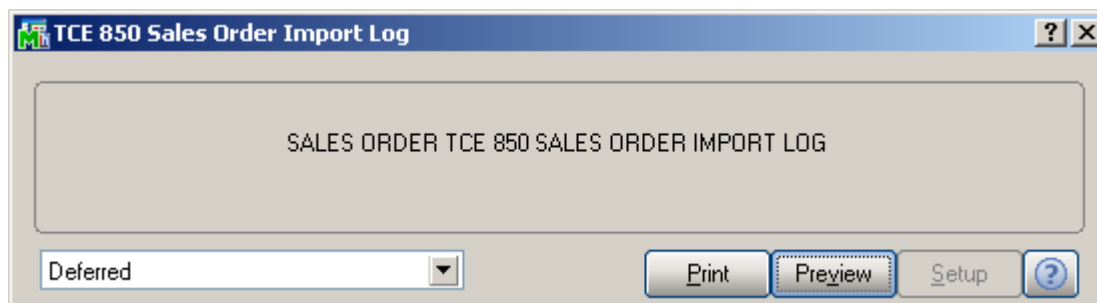 TCE 850 Sales Order Import Log
SALES ORDER TCE 850 SALES ORDER IMPORT LOG
Deferred Print Preview Setup